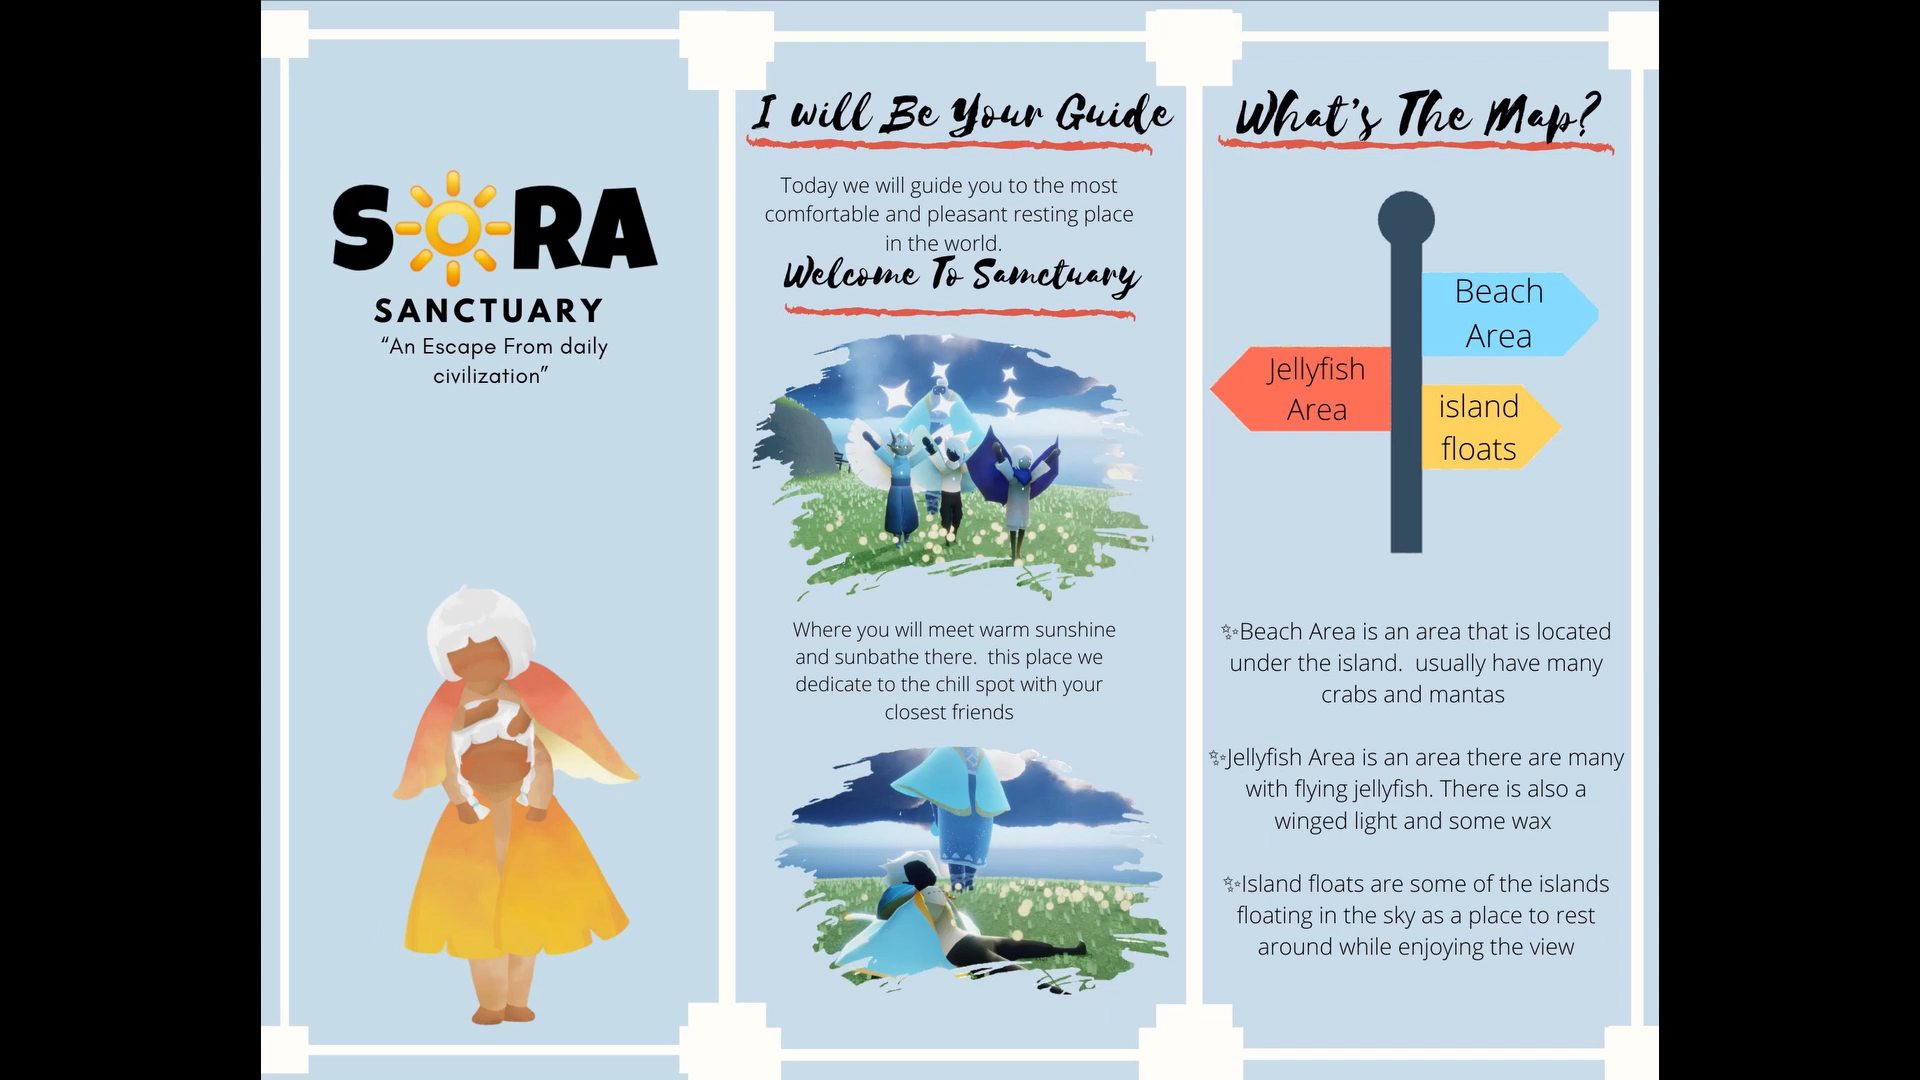 SORA
SANCTUARY
“An Escape From daily
civilization”
I will Be Your Guide
Today we will guide you to the most
comfortable and pleasant resting place
in the world.
Welcome To Samctuary
Where you will meet warm sunshine
and sunbathe there. this place we
dedicate to the chill spot with your
closest friends
What's The Map?
Beach
Area
Jellyfish
Area
island
floats
✨Beach Area is an area that is located
under the island. usually have many
crabs and mantas
✨Jellyfish Area is an area there are many
with flying jellyfish. There is also a
winged light and some wax
✨Island floats are some of the islands
floating in the sky as a place to rest
around while enjoying the view